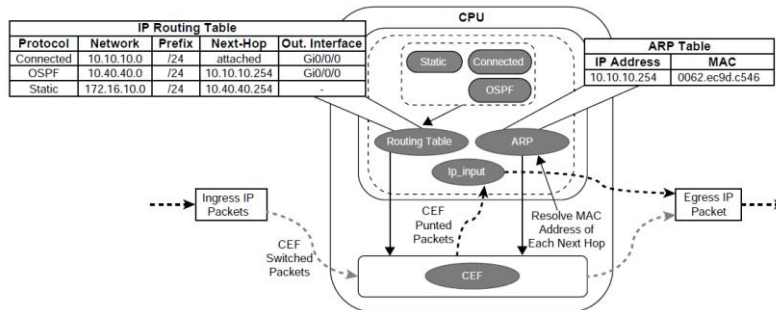 CPU
IP Routing Table
Protocol Network Prefix Next-Hop Out. Interface
Connected 10.10.10.0 /24 attached Gi0/0/0
OSPF 10.40.40.0 /24 10.10.10.254 Gi0/0/0
Static 172.16.10.0 /24 10.40.40.254 -
ARP Table
IP Address MAC
10.10.10.254 0062.ec9d.c546
Static Connected
OSPF
Routing Table ARP
Ip_input
Ingress IP
Packets
CEF
Switched
Packets
CEF
Punted
Packets
Resolve MAC
Address of
Each Next Hop
Egress IP
Packet
CEF